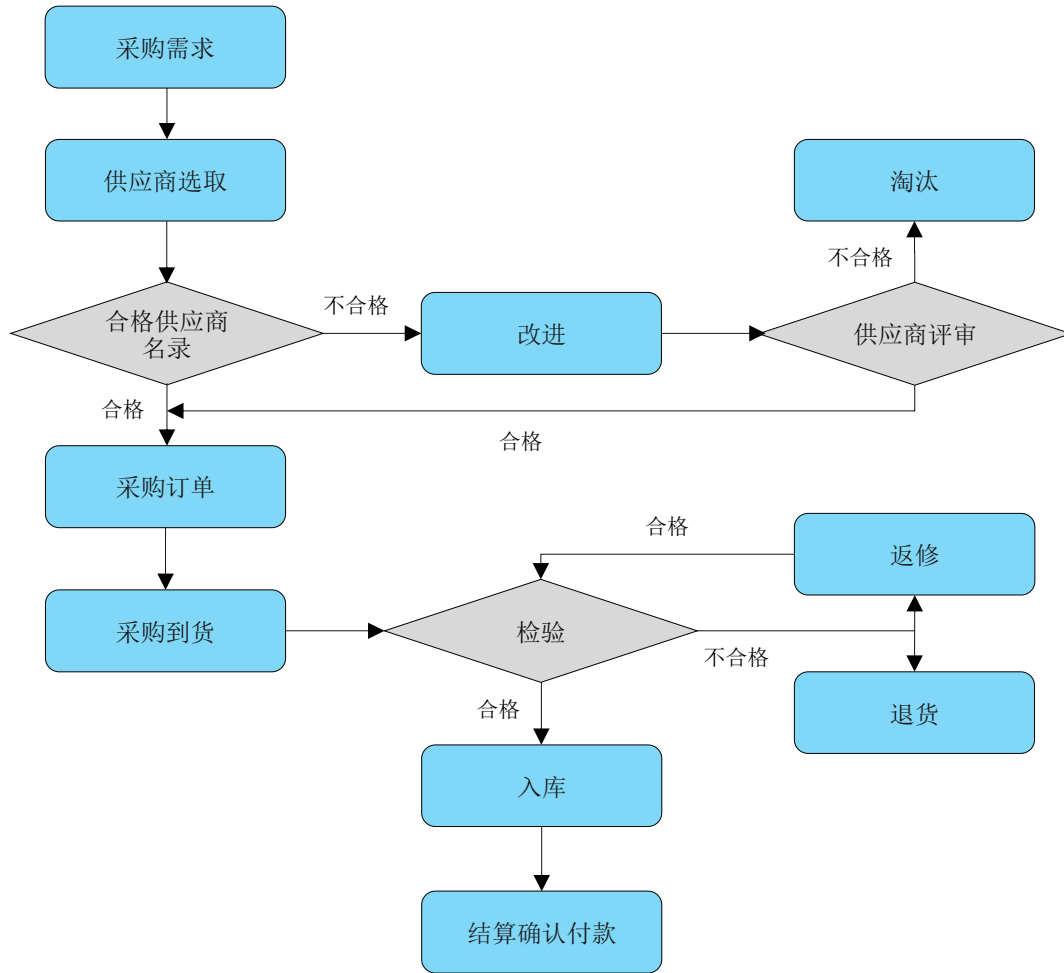 采购需求
供应商选取
淘汰
不合格
合格供应商
名录
不合格
改进
供应商评审
合格
合格
采购订单
合格
返修
采购到货
检验
不合格
退货
合格
入库
结算确认付款